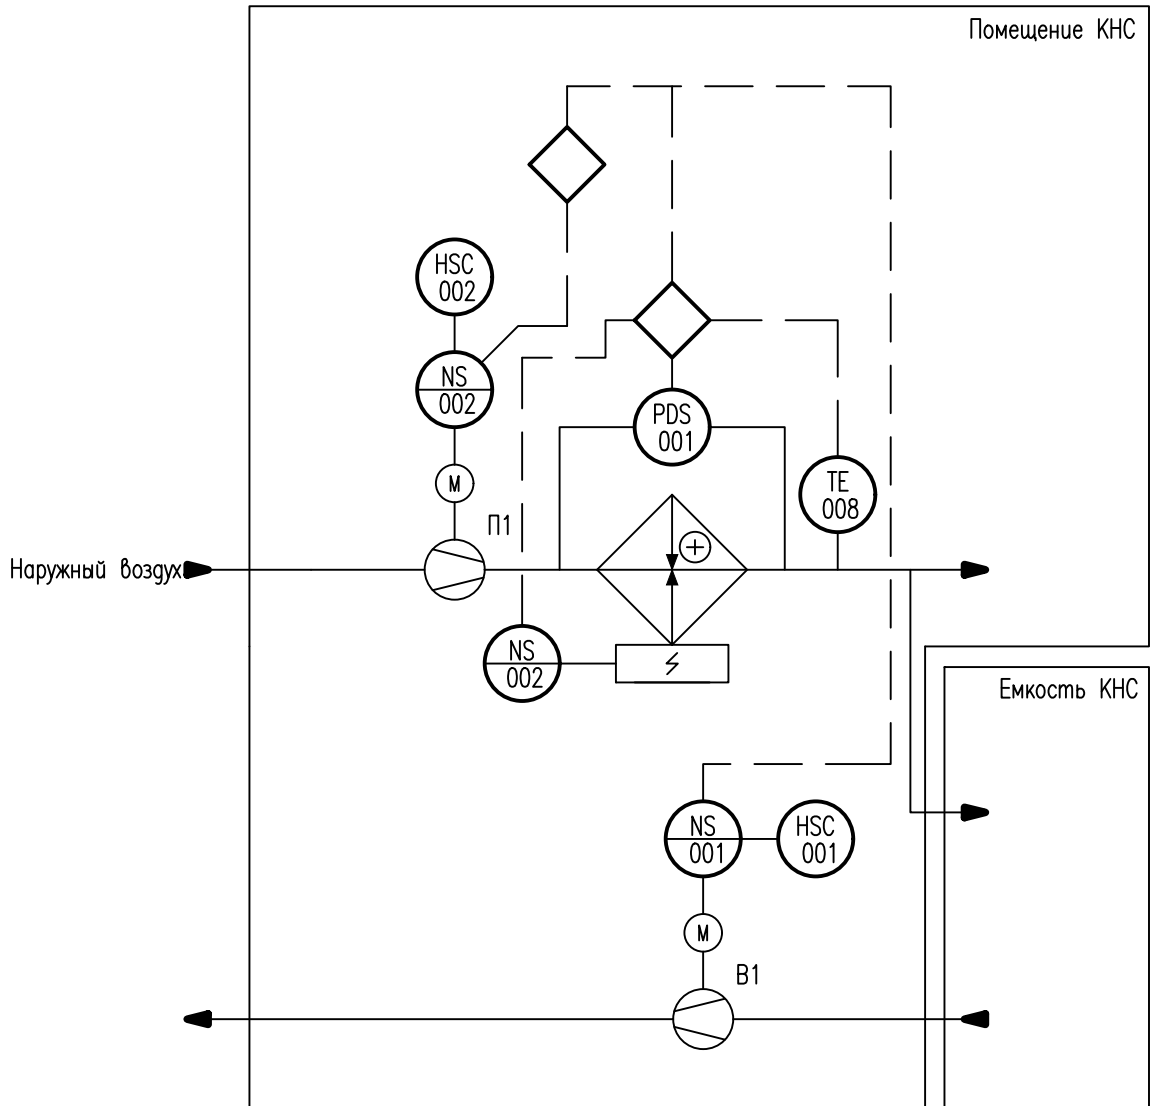 Помещение КНС
HSC
002
NS
002
PDS
001
M
TE
008
П1
Наружный воздух
NS
002
Емкость КНС
NS
001
HSC
001
M
В1